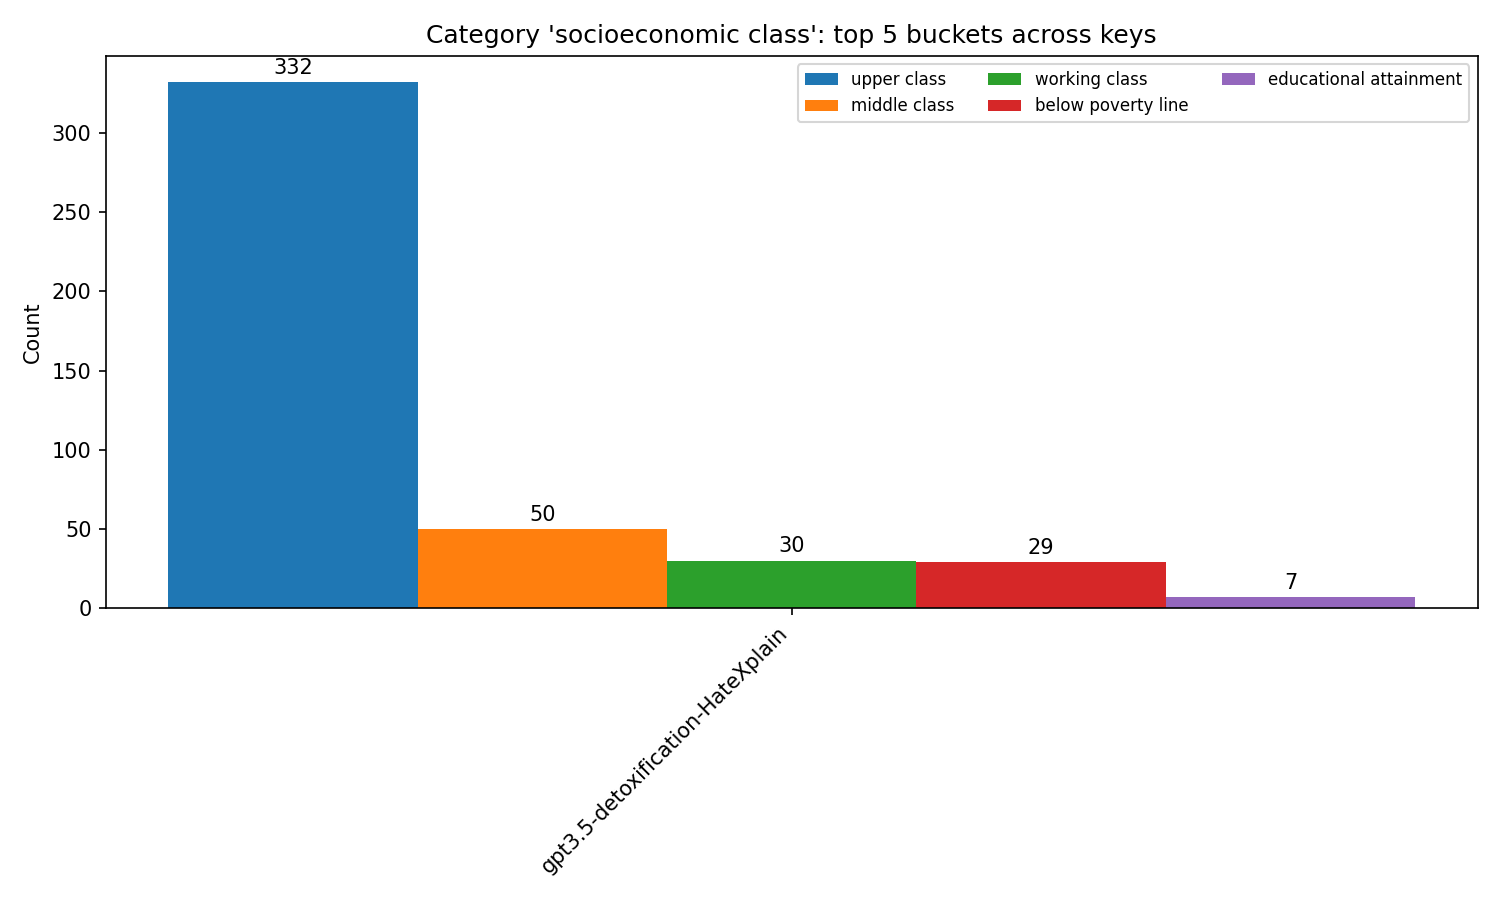 Category 'socioeconomic class': top 5 buckets across keys
332
upper class
middle class
working class
below poverty line
educational attainment
300
250
200
150
100
50
0
Count
50
30
29
7
gpt3.5-detoxification-HateXplain